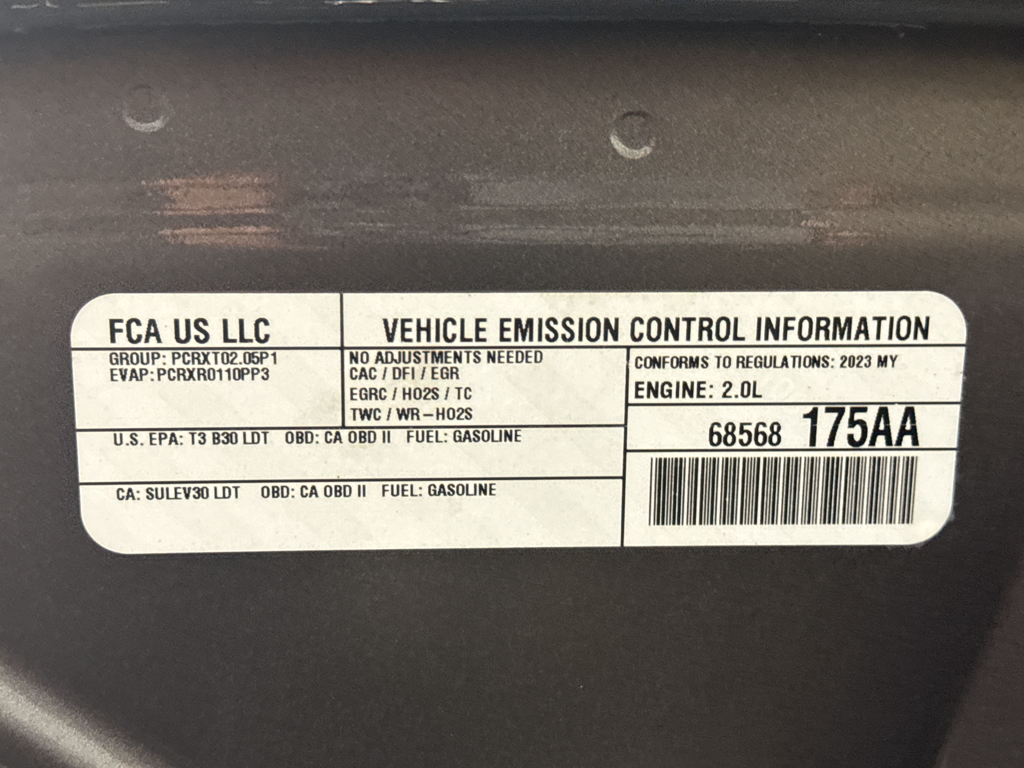 FCA US LLC
VEHICLE EMISSION CONTROL INFORMATION
GROUP: PCRXT02.05P1
EVAP: PCRXR0110PP3
NO ADJUSTMENTS NEEDED
CAC / DFI / EGR
EGRC / HO2S / TC
TWC / WR-HO2S
CONFORMS TO REGULATIONS: 2023 MY
ENGINE: 2.0L
U.S. EPA: T3 B30 LDT OBD: CA OBD II FUEL: GASOLINE
68568 175AA
CA: SULEV30 LDT OBD: CA OBD II FUEL: GASOLINE